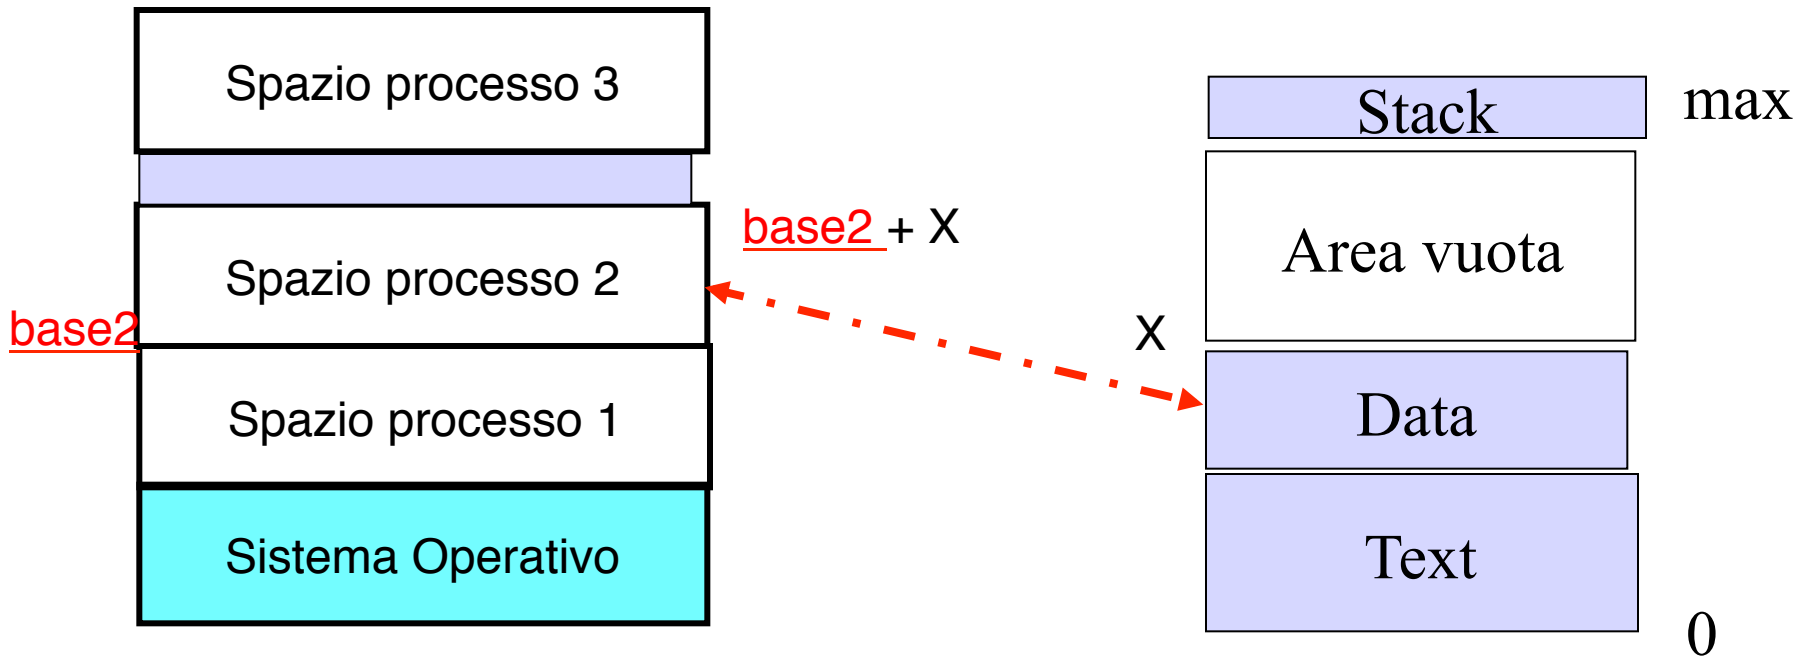 Spazio processo 3
base2 + X
Spazio processo 2
base2
Spazio processo 1
Sistema Operativo
Stack
max
Area vuota
X
Data
Text
0